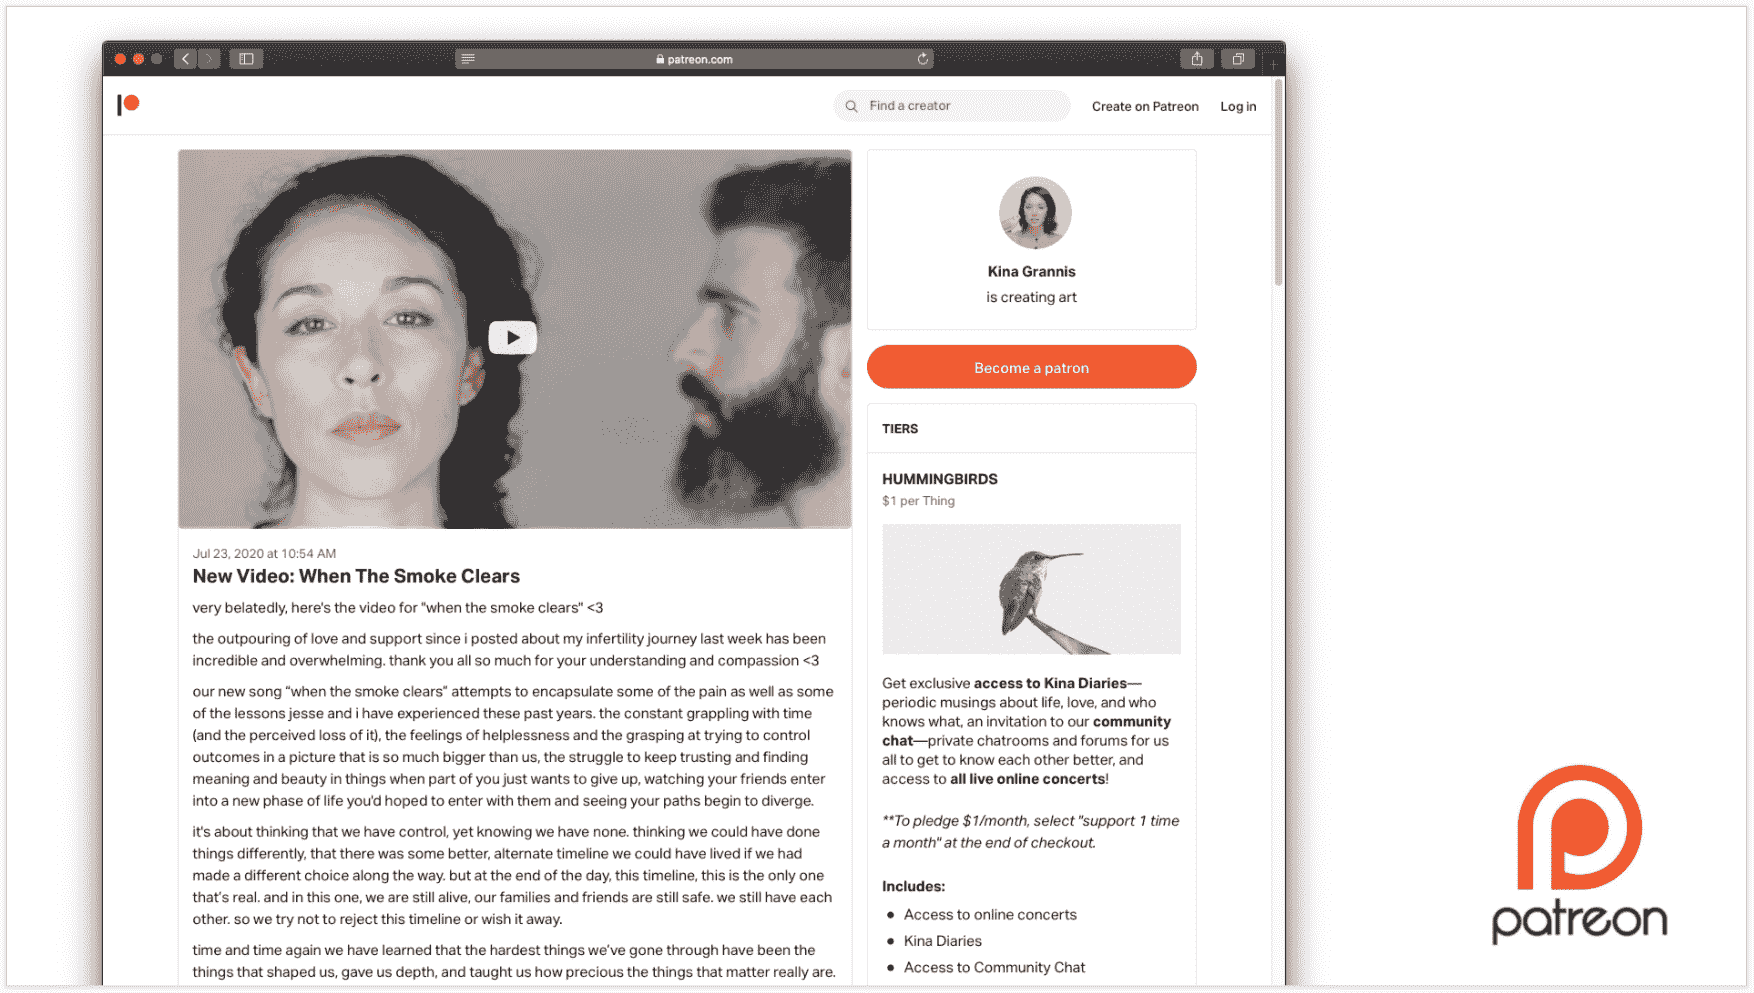 patreon.com
Find a creator
Create on Patreon
Log in
Kina Grannis
is creating art
Become a patron
TIERS
HUMMINGBIRDS
$1 per Thing
Get exclusive access to Kina Diaries—
periodic musings about life, love, and who
knows what, an invitation to our community
chat—private chatrooms and forums for us
all to get to know each other better, and
access to all live online concerts!
**To pledge $1/month, select "support 1 time
a month" at the end of checkout.
Includes:
● Access to online concerts
● Kina Diaries
● Access to Community Chat
Jul 23, 2020 at 10:54 AM
New Video: When The Smoke Clears
very belatedly, here's the video for "when the smoke clears" <3
the outpouring of love and support since i posted about my infertility journey last week has been
incredible and overwhelming. thank you all so much for your understanding and compassion <3
our new song "when the smoke clears" attempts to encapsulate some of the pain as well as some
of the lessons jesse and i have experienced these past years. the constant grappling with time
(and the perceived loss of it), the feelings of helplessness and the grasping at trying to control
outcomes in a picture that is so much bigger than us, the struggle to keep trusting and finding
meaning and beauty in things when part of you just wants to give up, watching your friends enter
into a new phase of life you'd hoped to enter with them and seeing your paths begin to diverge.
it's about thinking that we have control, yet knowing we have none. thinking we could have done
things differently, that there was some better, alternate timeline we could have lived if we had
made a different choice along the way. but at the end of the day, this timeline, this is the only one
that's real. and in this one, we are still alive, our families and friends are still safe. we still have each
other. so we try not to reject this timeline or wish it away.
time and time again we have learned that the hardest things we've gone through have been the
things that shaped us, gave us depth, and taught us how precious the things that matter really are.
patreon